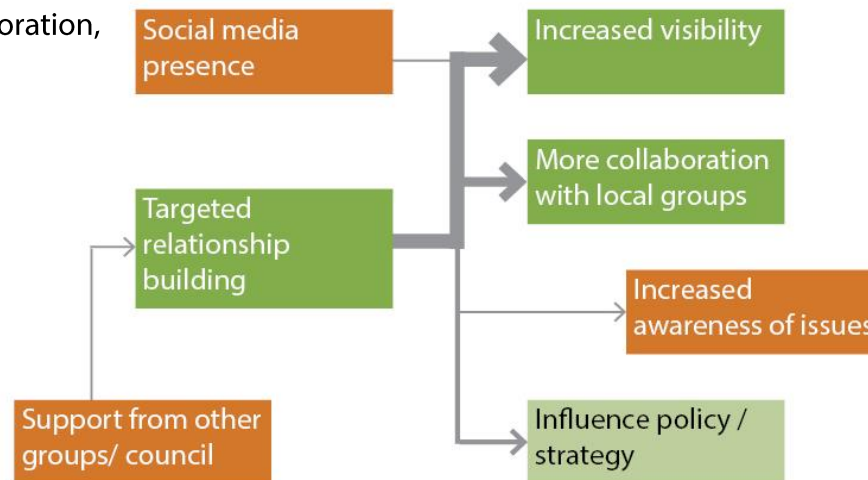 oration,
Social media
presence
Increased visibility
More collaboration
with local groups
Targeted
relationship
building
Increased
awareness of issues
Support from other
groups/ council
Influence policy /
strategy